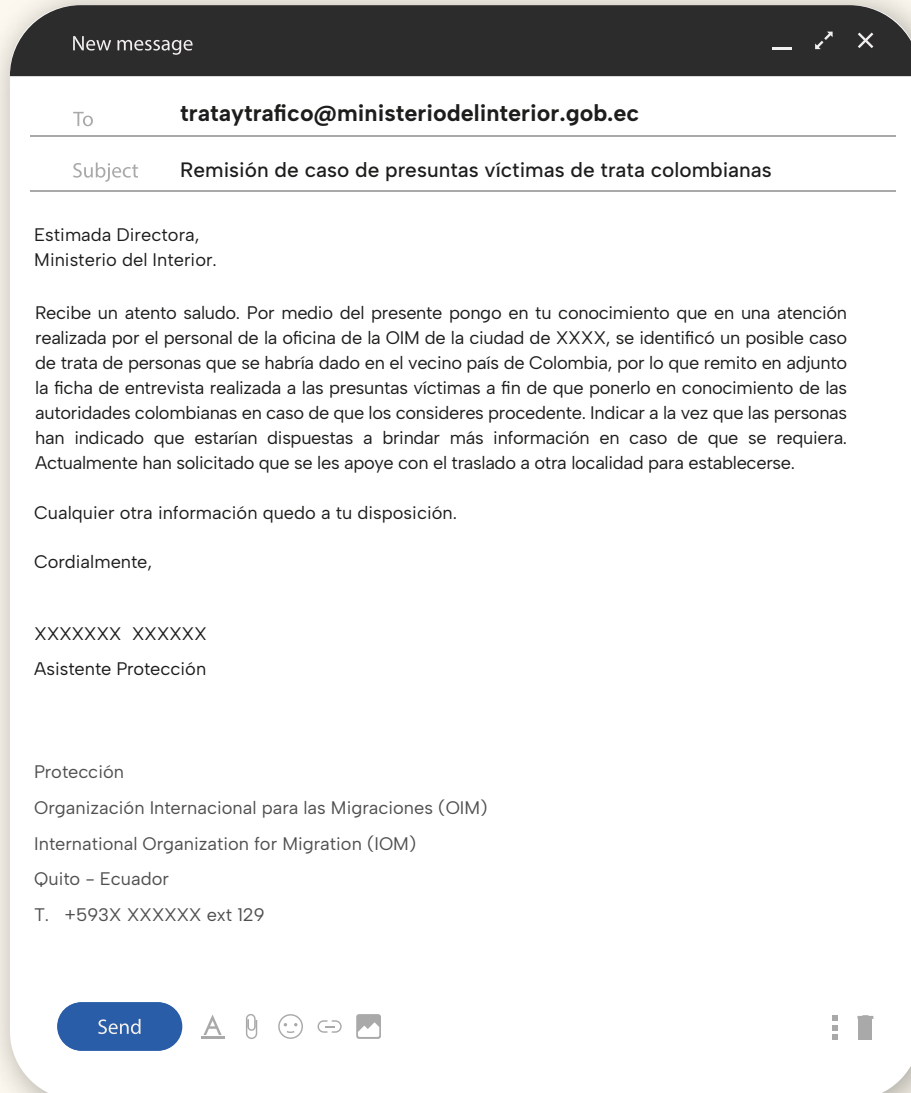 New message
To trataytrafico@ministeriodelinterior.gob.ec
Subject Remisión de caso de presuntas víctimas de trata colombianas
Estimada Directora,
Ministerio del Interior.
Recibe un atento saludo. Por medio del presente pongo en tu conocimiento que en una atención
realizada por el personal de la oficina de la OIM de la ciudad de XXXX, se identificó un posible caso
de trata de personas que se habría dado en el vecino país de Colombia, por lo que remito en adjunto
la ficha de entrevista realizada a las presuntas víctimas a fin de que ponerlo en conocimiento de las
autoridades colombianas en caso de que los consideres procedente. Indicar a la vez que las personas
han indicado que estarían dispuestas a brindar más información en caso de que se requiera.
Actualmente han solicitado que se les apoye con el traslado a otra localidad para establecerse.
Cualquier otra información quedo a tu disposición.
Cordialmente,
XXXXXXX XXXXXX
Asistente Protección
Protección
Organización Internacional para las Migraciones (OIM)
International Organization for Migration (IOM)
Quito - Ecuador
T. +593X XXXXXX ext 129
Send